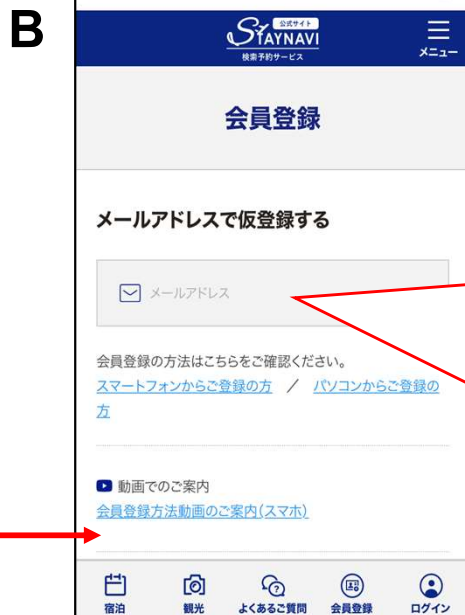 B
公式サイト
STAYNAVI
検索予約サービス
メニュー
会員登録
メールアドレスで仮登録する
メールアドレス
会員登録の方法はこちらをご確認ください。
スマートフォンからご登録の方 / パソコンからご登録の
方
動画でのご案内
会員登録方法動画のご案内(スマホ)
宿泊 観光 よくあるご質問 会員登録 ログイン